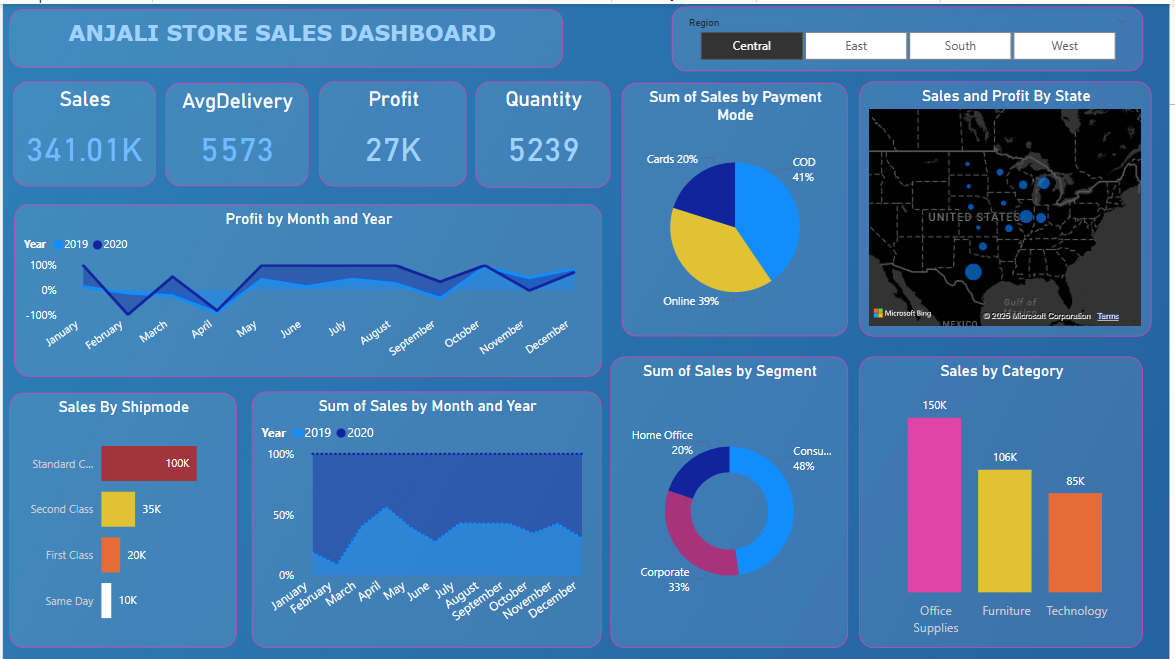 ANJALI STORE SALES DASHBOARD
Region
Central
East
South
West
Sales
341.01K
AvgDelivery
5573
Profit
27K
Quantity
5239
Sum of Sales by Payment
Mode
Cards 20%
COD
41%
Online 39%
Sales and Profit By State
UNITED STATES
Gulf of
MEXICO
Microsoft Bing
© 2025 Microsoft Corporation Terms
Profit by Month and Year
Year 2019 2020
100%
0%
-100%
January
February
March
April
May
June
July
August
September
October
November
December
Sales By Shipmode
Standard C...
100K
Second Class
35K
First Class
20K
Same Day
10K
Sum of Sales by Month and Year
Year 2019 2020
100%
50%
0%
January
February
March
April
May
June
July
August
September
October
November
December
Sum of Sales by Segment
Home Office
20%
Consu...
48%
Corporate
33%
Sales by Category
150K
106K
85K
Office
Supplies
Furniture
Technology